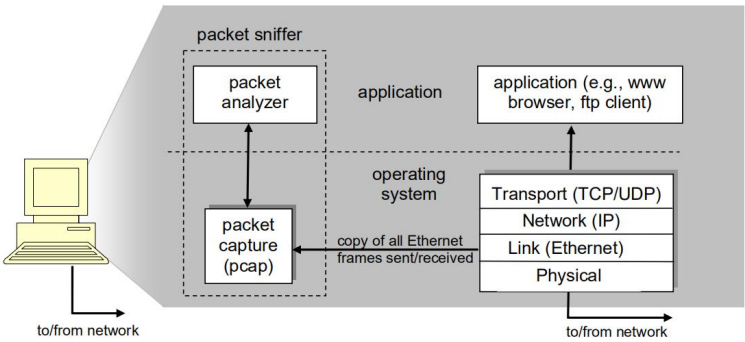 packet sniffer
packet
analyzer
application
application (e.g., www
browser, ftp client)
operating
system
packet
capture
(pcap)
copy of all Ethernet
frames sent/received
Transport (TCP/UDP)
Network (IP)
Link (Ethernet)
Physical
to/from network
to/from network